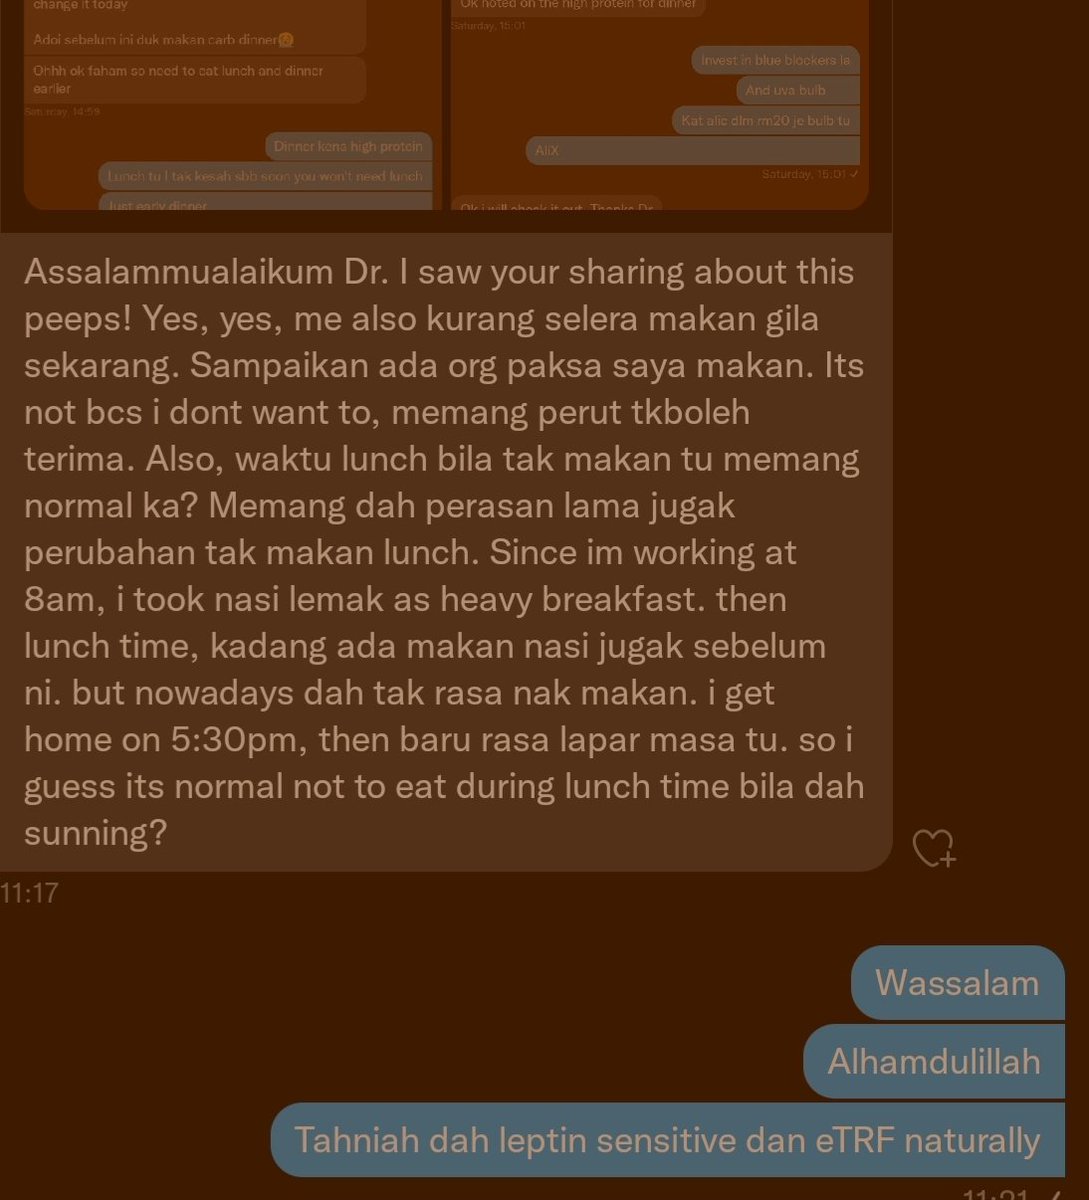 change it today
Adoi sebelum ini duk makan carb dinner
Ohhh ok faham so need to eat lunch and dinner
earlier
Saturday, 14:59
Dinner kena high protein
Lunch tu I tak kesah sbb soon you won't need lunch
Just early dinner
Ok noted on the high protein for dinner
Saturday, 15:01
Invest in blue blockers la
And uva bulb
Kat alie dlm rm20 je bulb tu
AliX
Saturday, 15:01 ✓
Ok i will check it out. Thanks Dr
Assalammualaikum Dr. I saw your sharing about this
peeps! Yes, yes, me also kurang selera makan gila
sekarang. Sampaikan ada org paksa saya makan. Its
not bcs i dont want to, memang perut tkboleh
terima. Also, waktu lunch bila tak makan tu memang
normal ka? Memang dah perasan lama jugak
perubahan tak makan lunch. Since im working at
8am, i took nasi lemak as heavy breakfast. then
lunch time, kadang ada makan nasi jugak sebelum
ni. but nowadays dah tak rasa nak makan. i get
home on 5:30pm, then baru rasa lapar masa tu. so i
guess its normal not to eat during lunch time bila dah
sunning?
11:17
Wassalam
Alhamdulillah
Tahniah dah leptin sensitive dan eTRF naturally
11:21 ✓